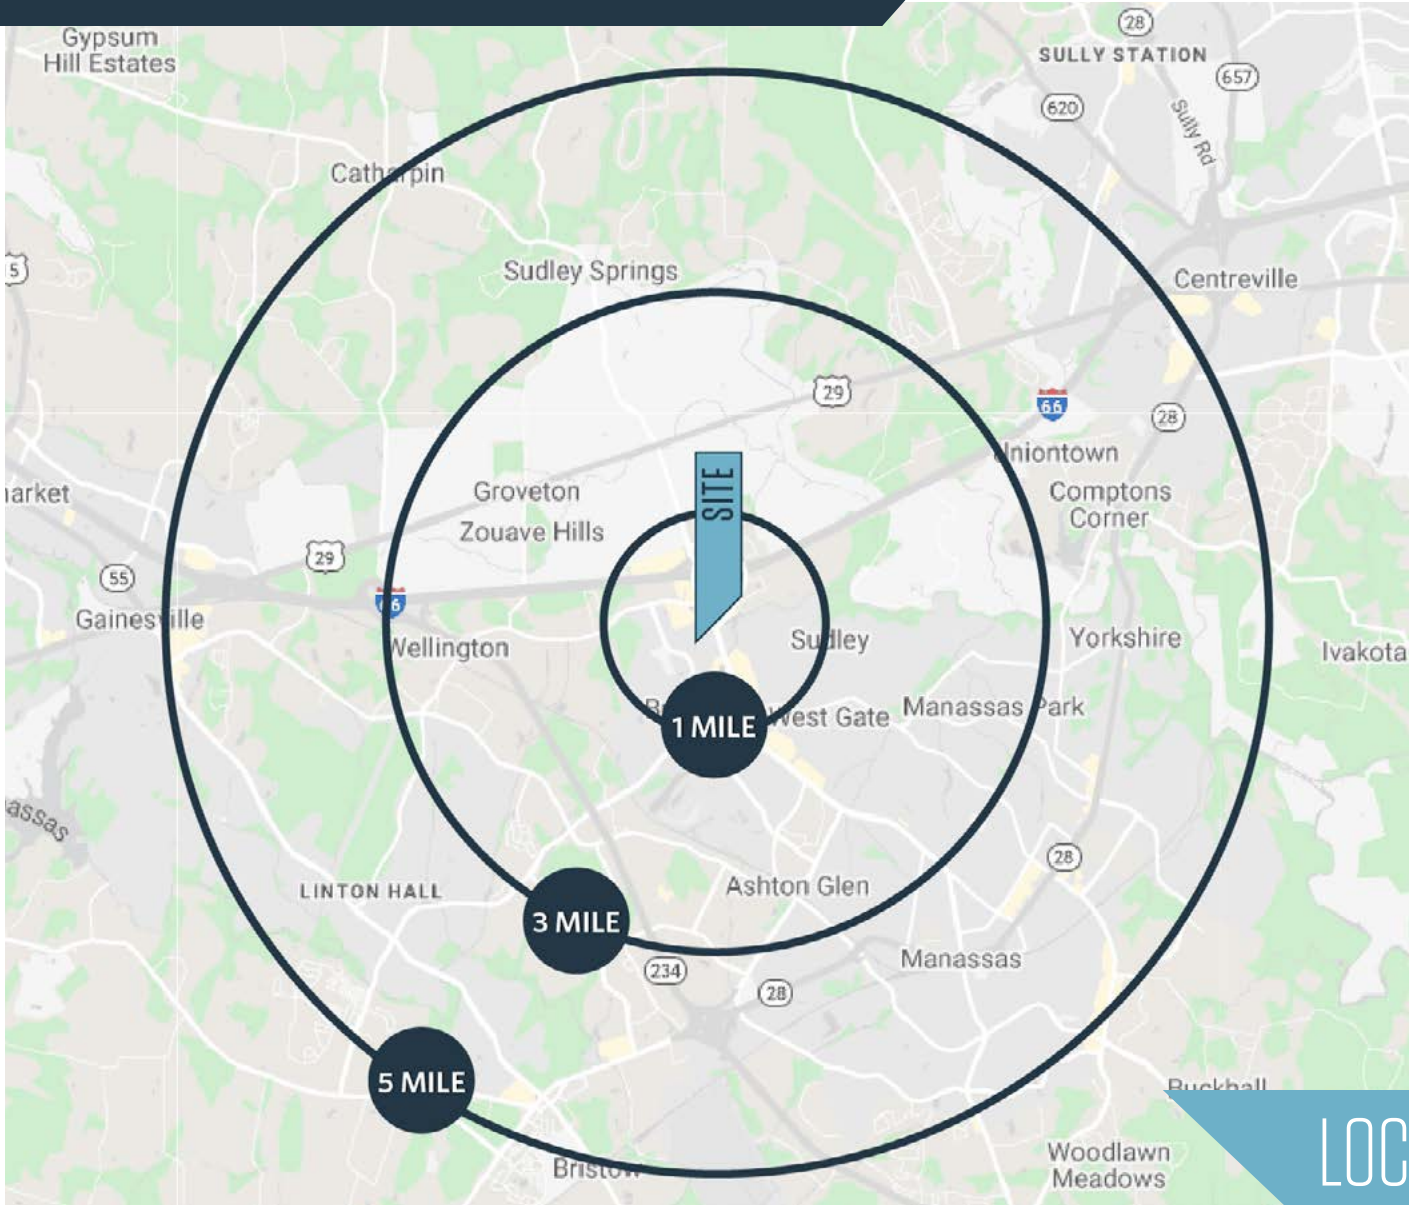 28
Gypsum
Hill Estates
SULLY STATION
657
620
Sully Rd
Catharpin
Sudley Springs
Centreville
29
66
28
Uniontown
Groveton
Comptons
Corner
SITE
Zouave Hills
29
55
Gainesville
Wellington
Sudley
Yorkshire
Ivakota
Manassas Park
West Gate
1 MILE
28
Ashton Glen
LINTON HALL
3 MILE
Manassas
234
28
5 MILE
Buckhall
Woodlawn
Meadows
Bristow
LOC